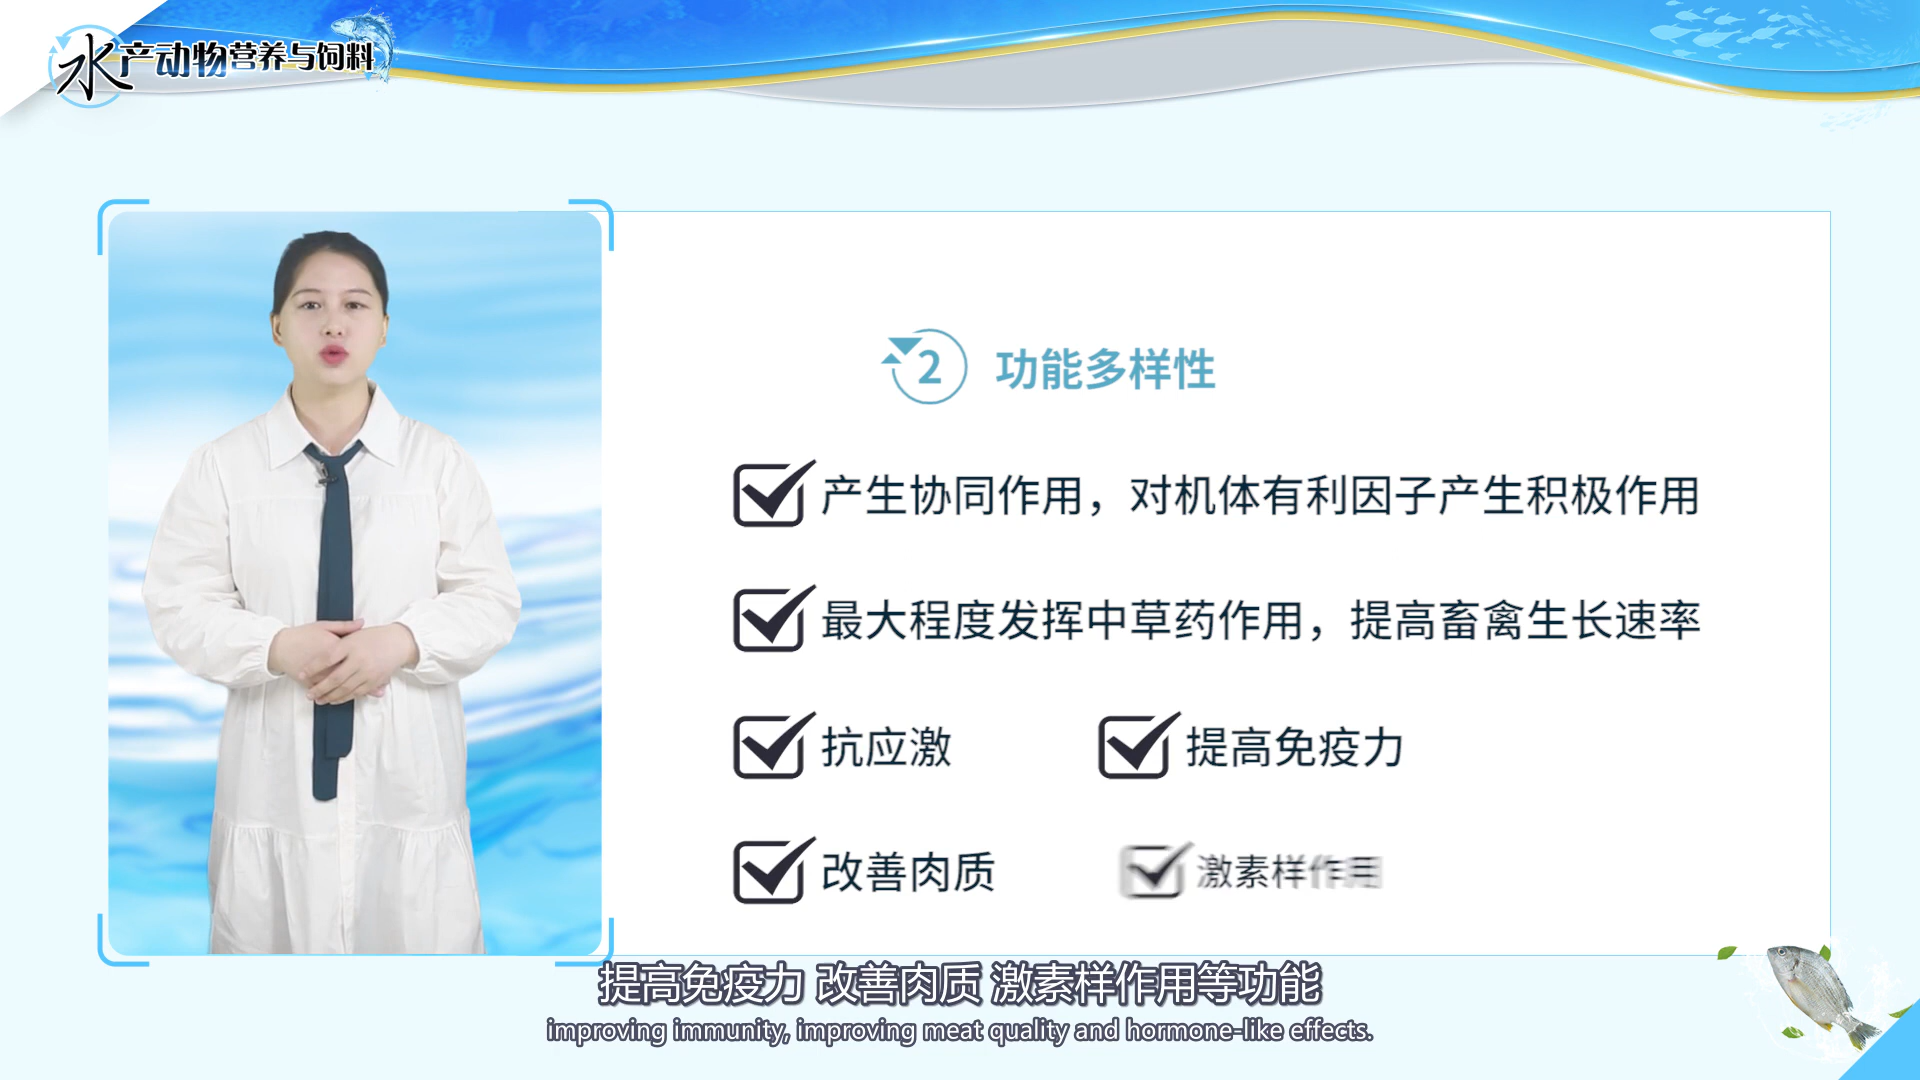 水产动物营养与饲料
2 功能多样性
产生协同作用，对机体有利因子产生积极作用
最大程度发挥中草药作用，提高畜禽生长速率
抗应激 提高免疫力
改善肉质 激素样作用
提高免疫力 改善肉质 激素样作用等功能
improving immunity, improving meat quality and hormone-like effects.